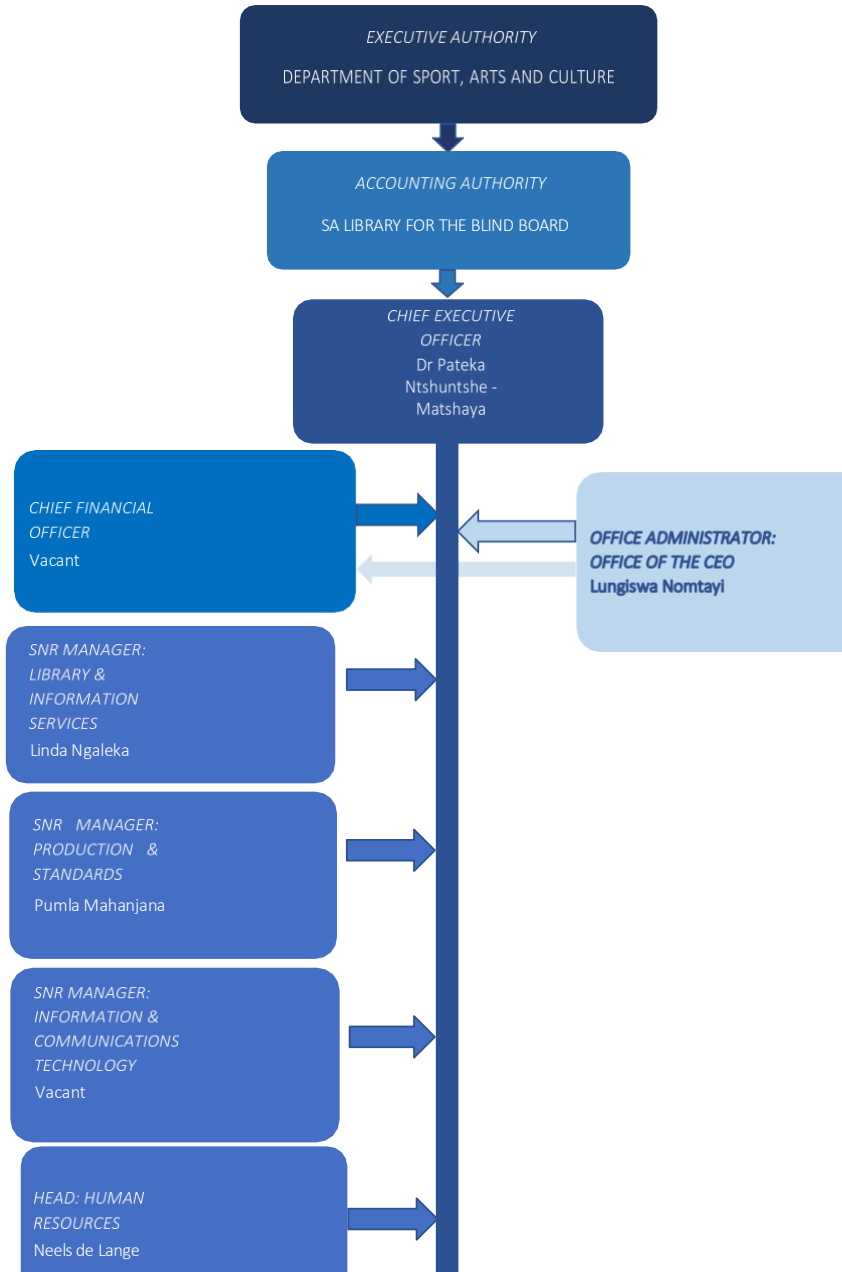 EXECUTIVE AUTHORITY
DEPARTMENT OF SPORT, ARTS AND CULTURE
ACCOUNTING AUTHORITY
SA LIBRARY FOR THE BLIND BOARD
CHIEF EXECUTIVE
OFFICER
Dr Pateka
Ntshuntshe -
Matshaya
CHIEF FINANCIAL
OFFICER
Vacant
OFFICE ADMINISTRATOR:
OFFICE OF THE CEO
Lungiswa Nomtayi
SNR MANAGER:
LIBRARY &
INFORMATION
SERVICES
Linda Ngaleka
SNR MANAGER:
PRODUCTION &
STANDARDS
Pumla Mahanjana
SNR MANAGER:
INFORMATION &
COMMUNICATIONS
TECHNOLOGY
Vacant
HEAD: HUMAN
RESOURCES
Neels de Lange